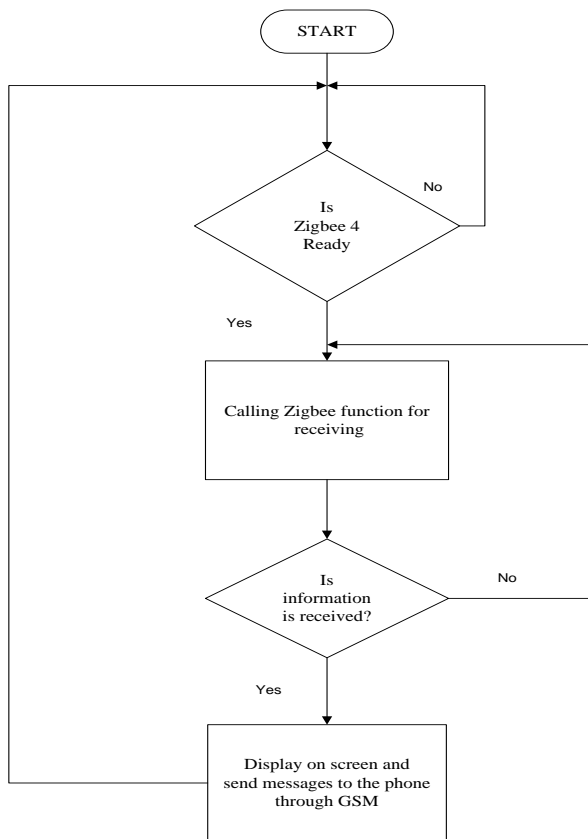 START
No
Is
Zigbee 4
Ready
Yes
Calling Zigbee function for
receiving
Is
information
is received?
No
Yes
Display on screen and
send messages to the phone
through GSM